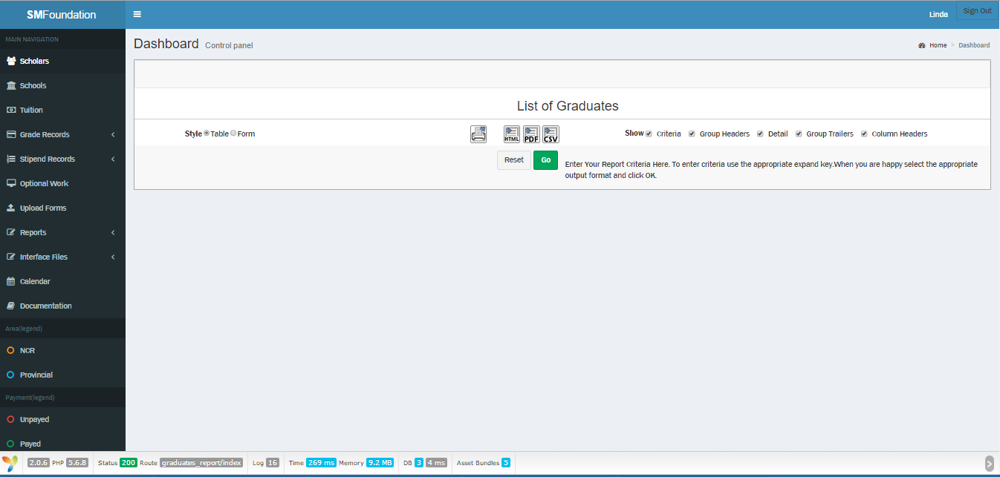 SMFoundation
Linda
Sign Out
MAIN NAVIGATION
Scholars
Schools
Tuition
Grade Records
Stipend Records
Optional Work
Upload Forms
Reports
Interface Files
Calendar
Documentation
Area(legend)
NCR
Provincial
Payment(legend)
Unpayed
Payed
Dashboard Control panel
Home > Dashboard
List of Graduates
Style Table Form
HTML PDF CSV
Show Criteria Group Headers Detail Group Trailers Column Headers
Reset Go
Enter Your Report Criteria Here. To enter criteria use the appropriate expand key.When you are happy select the appropriate
output format and click OK.
2.0.6 PHP 5.6.8 Status 200 Route graduates_report/index Log 16 Time 269 ms Memory 9.2 MB DB 3 4 ms Asset Bundles 5